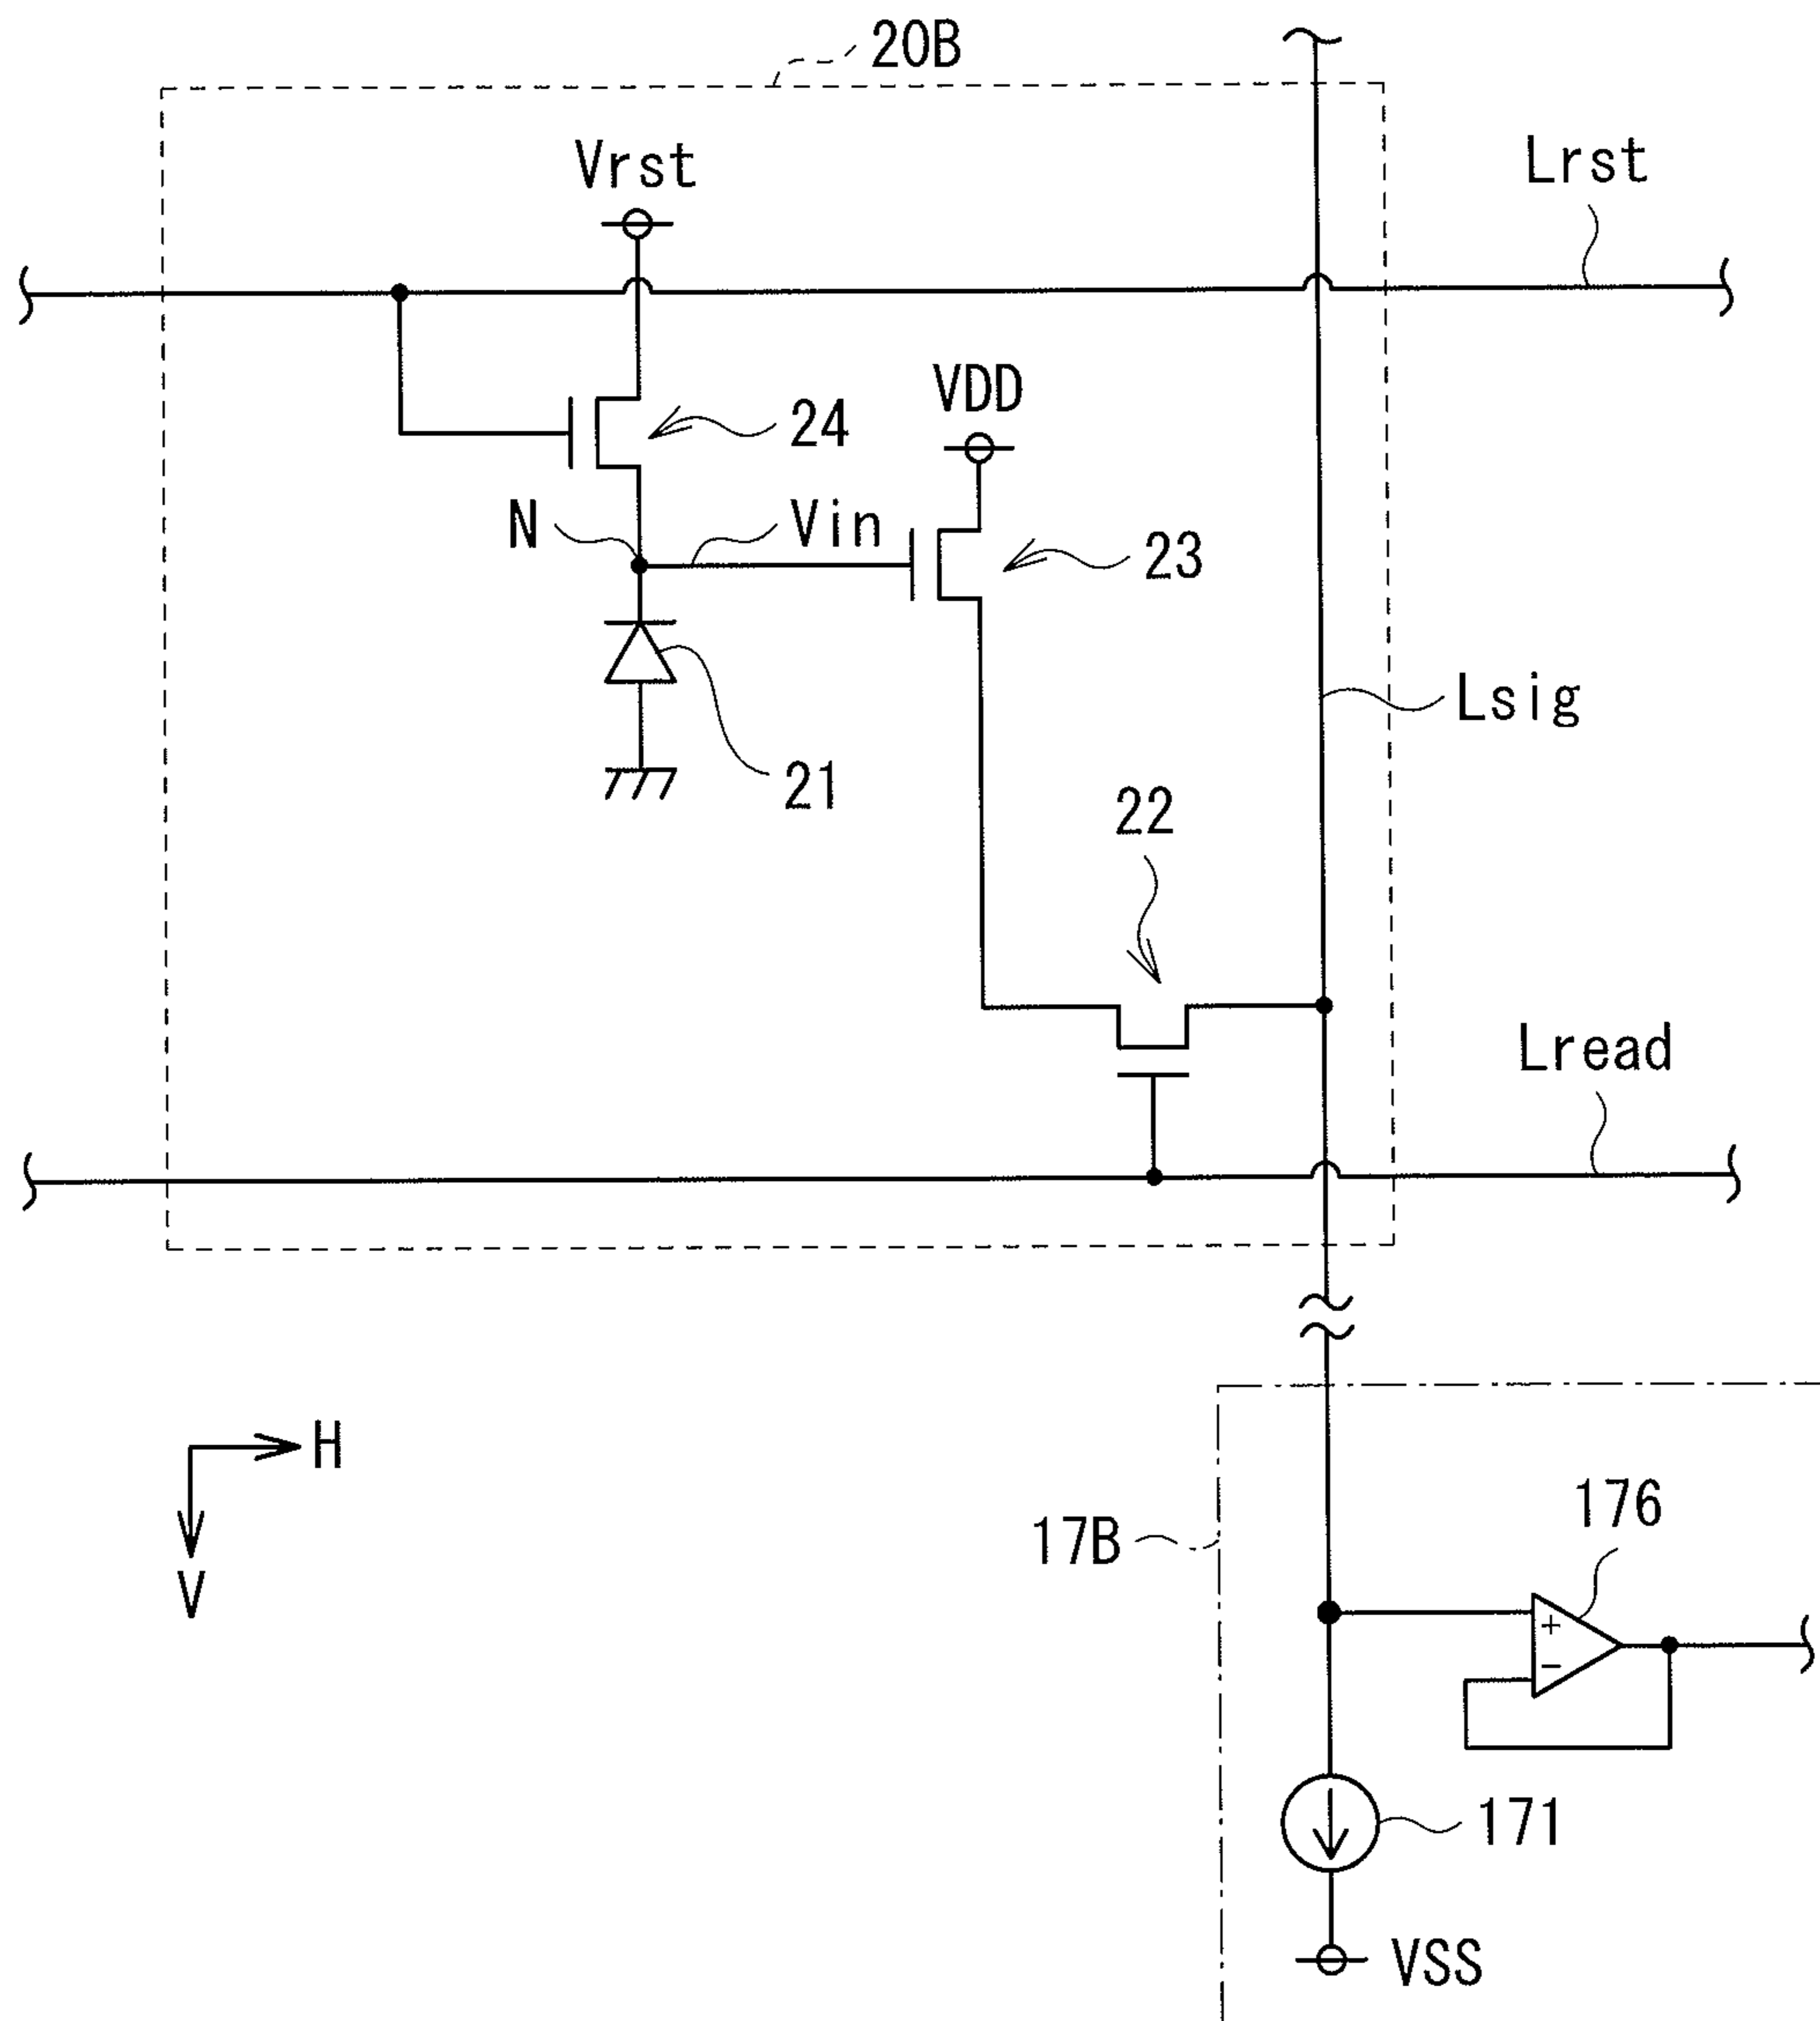 20B
Vrst
Lrst
VDD
24
N
Vin
23
Lsig
21
22
Lread
H
V
17B
176
+
−
171
VSS